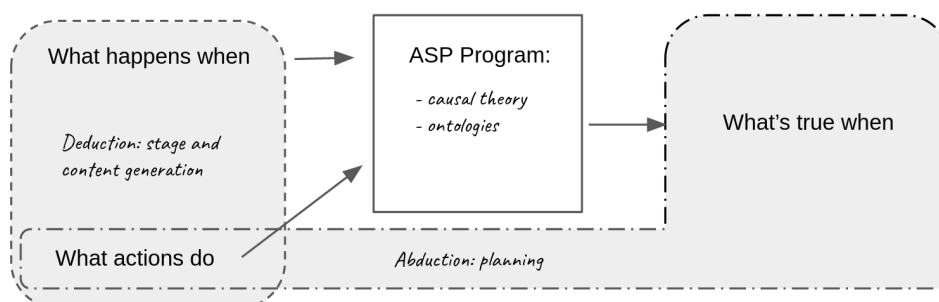 What happens when
Deduction: stage and
content generation
What actions do
ASP Program:
- causal theory
- ontologies
Abduction: planning
What's true when